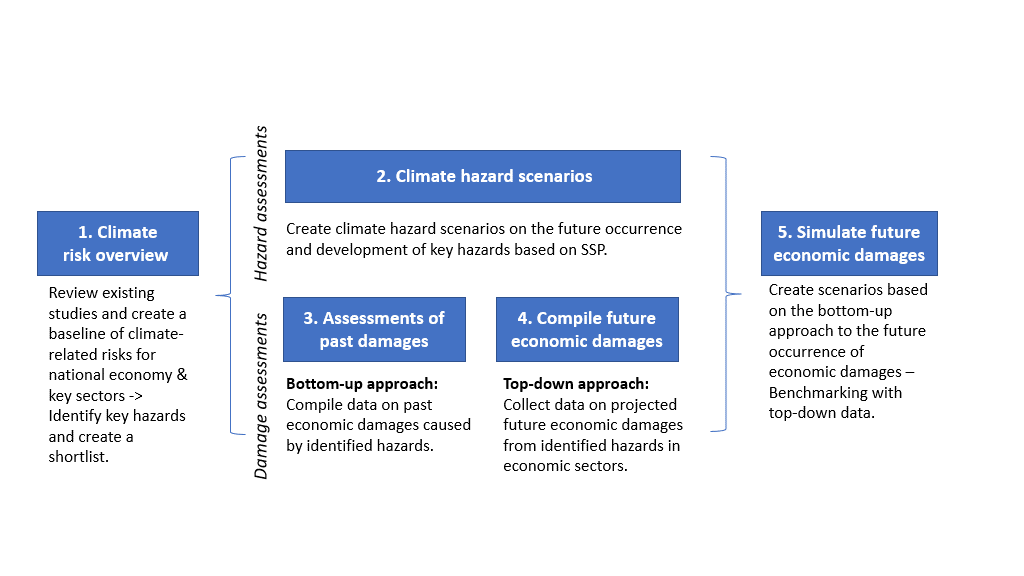 1. Climate
risk overview
Review existing
studies and create a
baseline of climate-
related risks for
national economy &
key sectors ->
Identify key hazards
and create a
shortlist.
Hazard assessments
2. Climate hazard scenarios
Create climate hazard scenarios on the future occurrence
and development of key hazards based on SSP.
Damage assessments
3. Assessments of
past damages
Bottom-up approach:
Compile data on past
economic damages caused
by identified hazards.
4. Compile future
economic damages
Top-down approach:
Collect data on projected
future economic damages
from identified hazards in
economic sectors.
5. Simulate future
economic damages
Create scenarios based
on the bottom-up
approach to the future
occurrence of
economic damages –
Benchmarking with
top-down data.